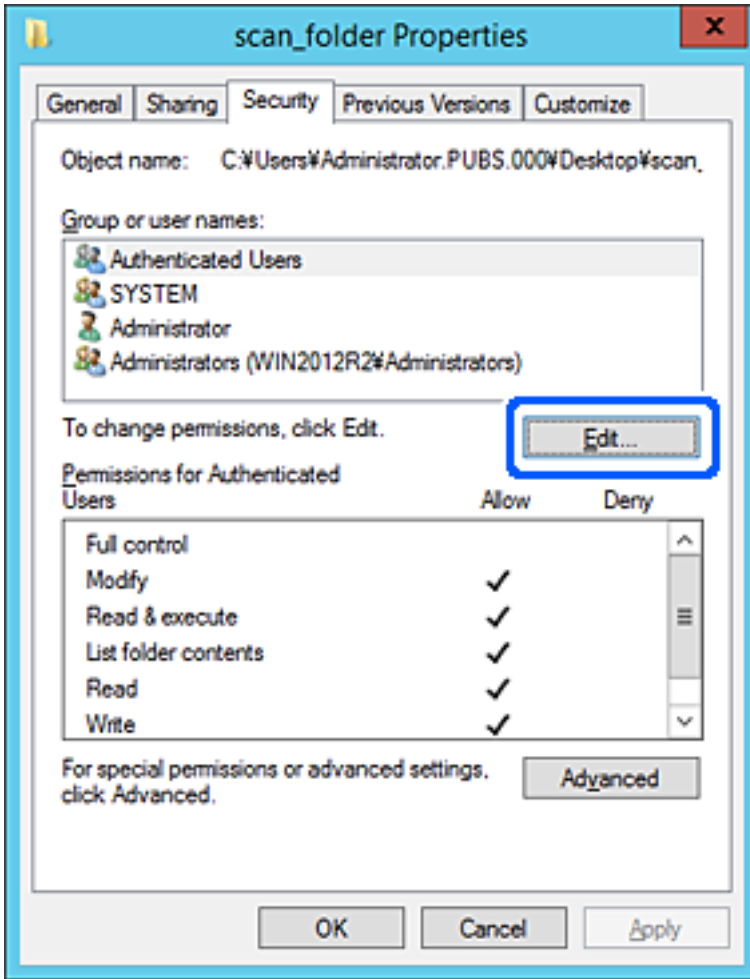 scan_folder Properties
x
General Sharing Security Previous Versions Customize
Object name: C:¥Users¥Administrator.PUBS.000¥Desktop¥scan_
Group or user names:
Authenticated Users
SYSTEM
Administrator
Administrators (WIN2012R2¥Administrators)
To change permissions, click Edit.
Edit...
Permissions for Authenticated
Users Allow Deny
Full control
Modify
Read & execute
List folder contents
Read
Write
For special permissions or advanced settings,
click Advanced.
Advanced
OK Cancel Apply